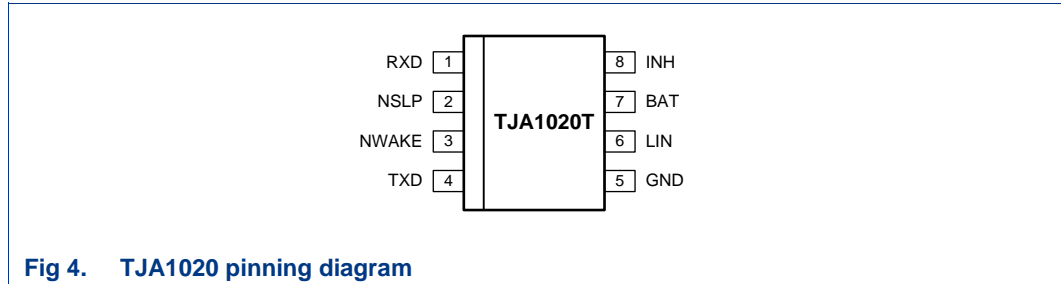 RXD 1 8 INH
NSLP 2 7 BAT
TJA1020T
NWAKE 3 6 LIN
TXD 4 5 GND
Fig 4. TJA1020 pinning diagram